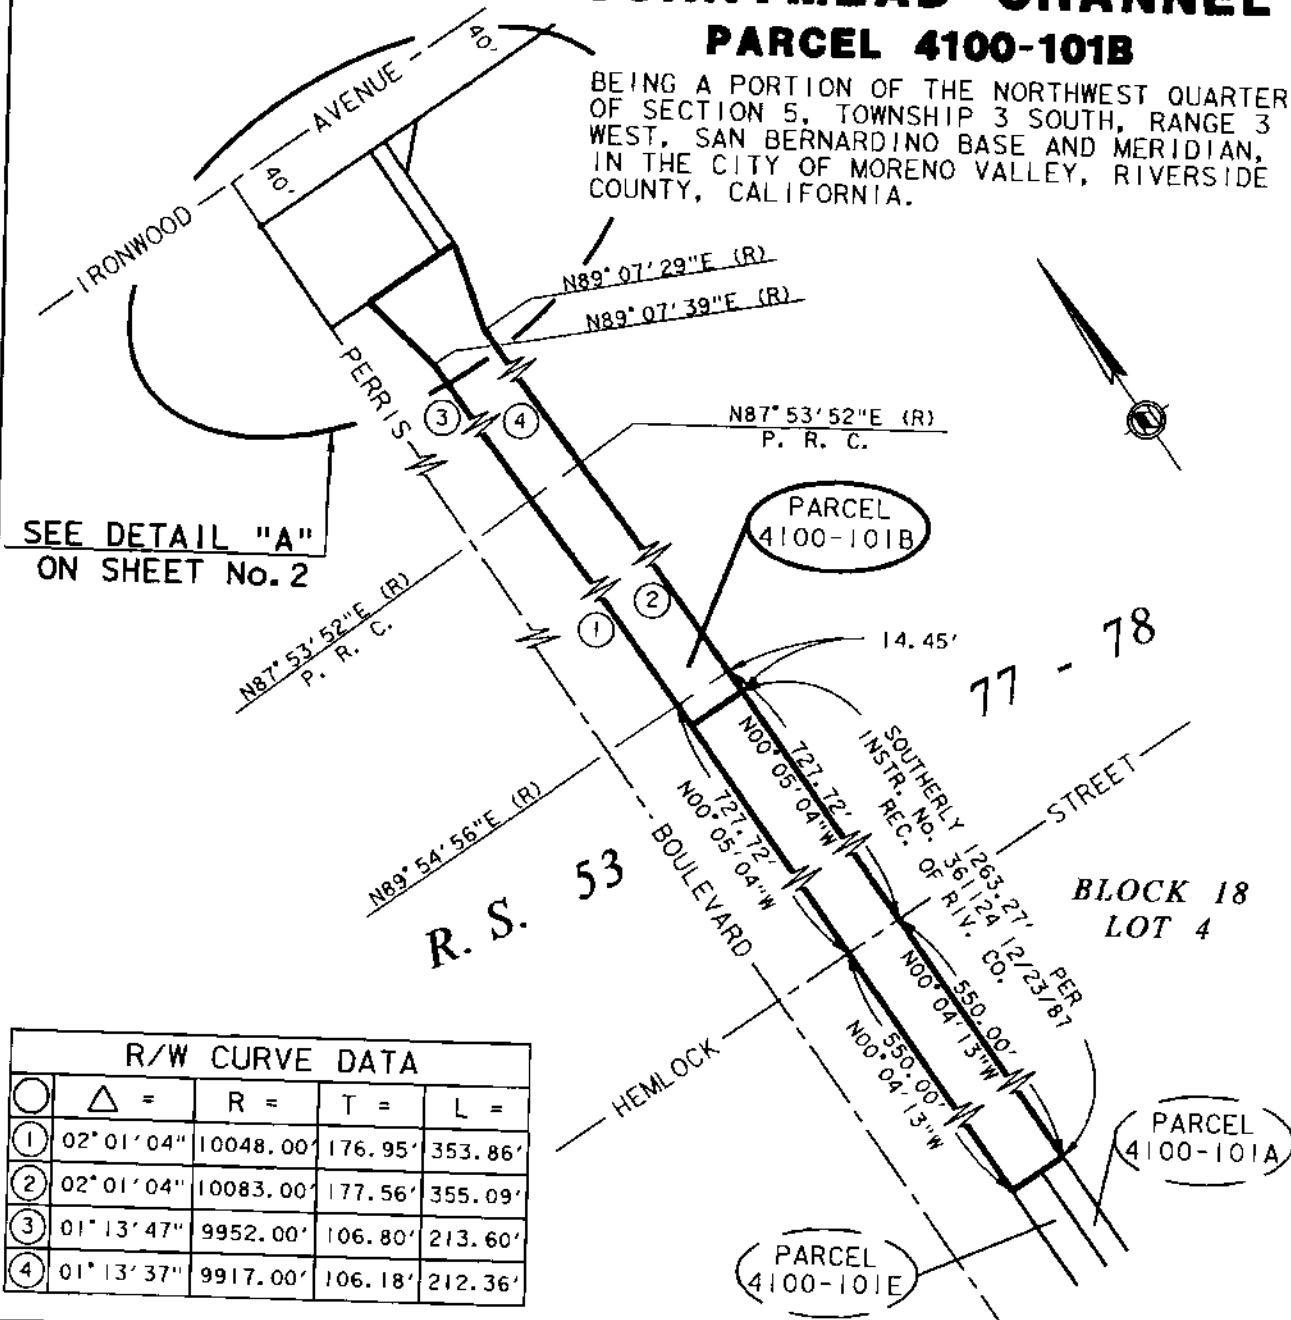 CHANNEL
PARCEL 4100-101B
BEING A PORTION OF THE NORTHWEST QUARTER
OF SECTION 5, TOWNSHIP 3 SOUTH, RANGE 3
WEST, SAN BERNARDINO BASE AND MERIDIAN,
IN THE CITY OF MORENO VALLEY, RIVERSIDE
COUNTY, CALIFORNIA.
40'
IRONWOOD AVENUE
40'
N89°07'29"E (R)
N89°07'39"E (R)
PERRIS
3
4
N87°53'52"E (R)
P. R. C.
SEE DETAIL "A"
ON SHEET No. 2
PARCEL
4100-101B
N87°53'52"E (R)
P. R. C.
2
1
14.45'
77 - 78
727.72'
N00°05'04"W
SOUTHERLY 1263.27' PER
INSTR. No. 361124 12/23/87
REC. OF RIV. CO.
727.72'
N00°05'04"W
BOULEVARD
N89°54'56"E (R)
R. S. 53
HEMLOCK STREET
BLOCK 18
LOT 4
550.00'
N00°04'13"W
550.00'
N00°04'13"W
PARCEL
4100-101A
PARCEL
4100-101E
R/W CURVE DATA
△ = R = T = L =
1 02°01'04" 10048.00' 176.95' 353.86'
2 02°01'04" 10083.00' 177.56' 355.09'
3 01°13'47" 9952.00' 106.80' 213.60'
4 01°13'37" 9917.00' 106.18' 212.36'